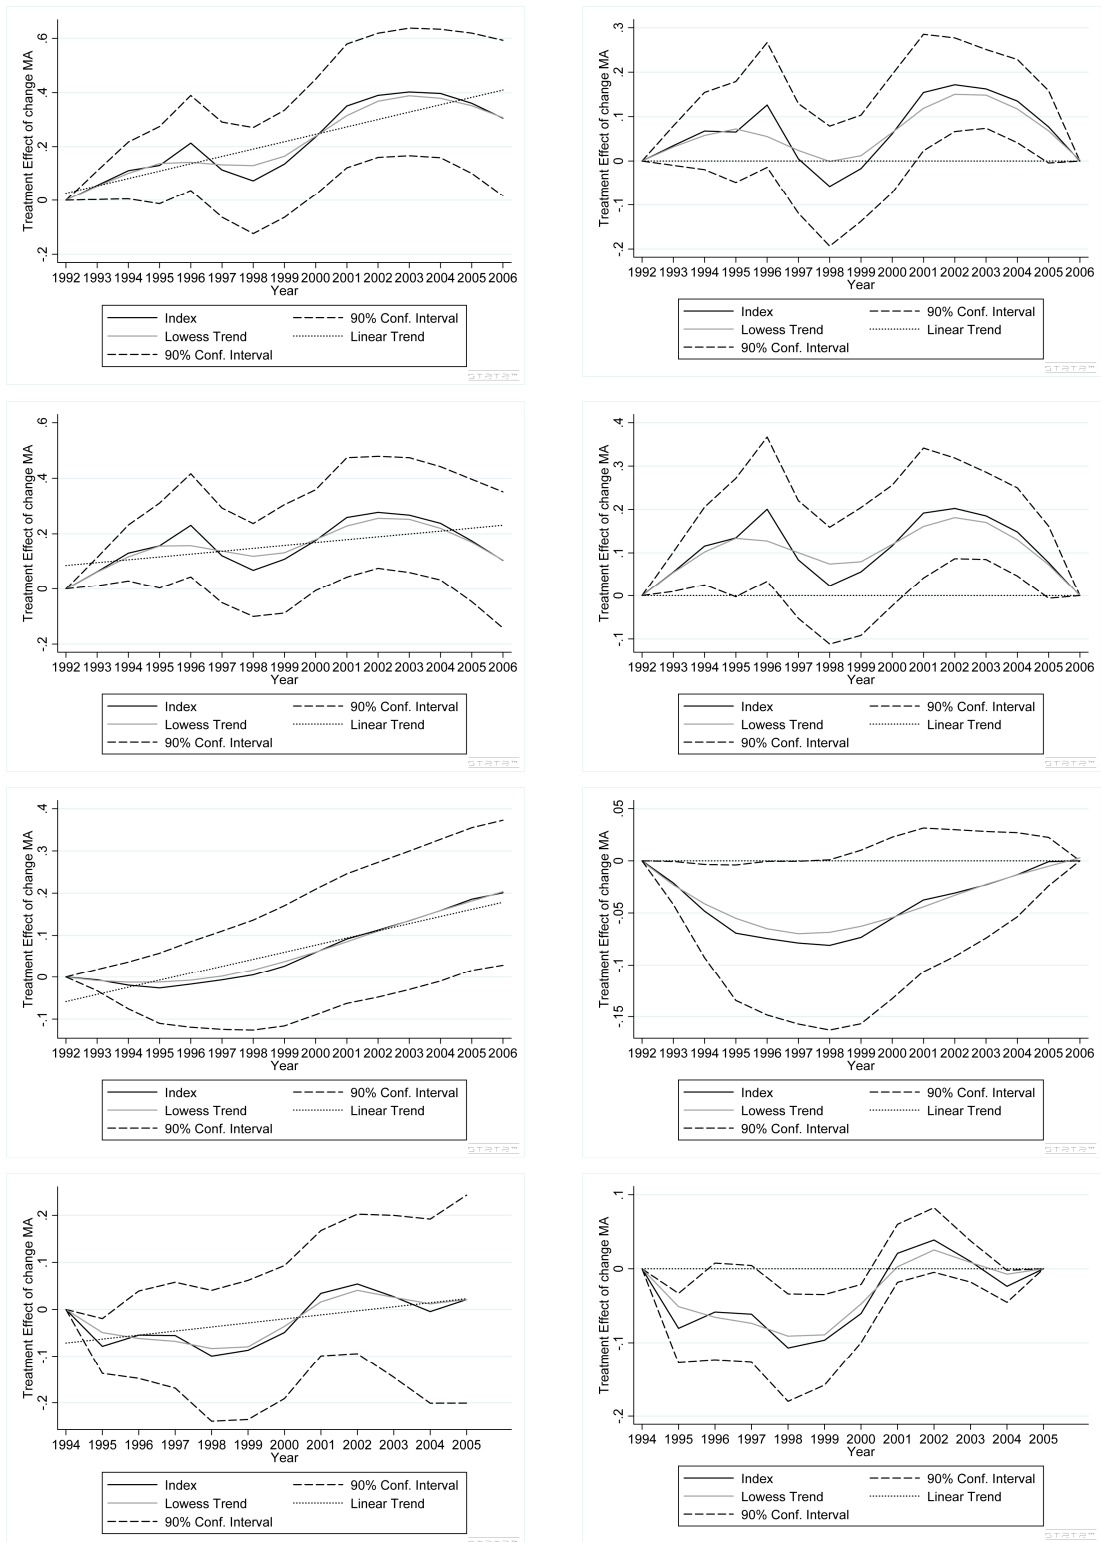 Treatment Effect of change MA
.6
.4
.2
0
-.2
1992 1993 1994 1995 1996 1997 1998 1999 2000 2001 2002 2003 2004 2005 2006
Year
Index 90% Conf. Interval
Lowess Trend Linear Trend
90% Conf. Interval
Treatment Effect of change MA
.3
.2
.1
0
-.1
-.2
1992 1993 1994 1995 1996 1997 1998 1999 2000 2001 2002 2003 2004 2005 2006
Year
Index 90% Conf. Interval
Lowess Trend Linear Trend
90% Conf. Interval
Treatment Effect of change MA
.6
.4
.2
0
-.2
1992 1993 1994 1995 1996 1997 1998 1999 2000 2001 2002 2003 2004 2005 2006
Year
Index 90% Conf. Interval
Lowess Trend Linear Trend
90% Conf. Interval
Treatment Effect of change MA
.4
.3
.2
.1
0
-.1
1992 1993 1994 1995 1996 1997 1998 1999 2000 2001 2002 2003 2004 2005 2006
Year
Index 90% Conf. Interval
Lowess Trend Linear Trend
90% Conf. Interval
Treatment Effect of change MA
.4
.3
.2
.1
0
-.1
1992 1993 1994 1995 1996 1997 1998 1999 2000 2001 2002 2003 2004 2005 2006
Year
Index 90% Conf. Interval
Lowess Trend Linear Trend
90% Conf. Interval
Treatment Effect of change MA
.05
0
-.05
-.1
-.15
1992 1993 1994 1995 1996 1997 1998 1999 2000 2001 2002 2003 2004 2005 2006
Year
Index 90% Conf. Interval
Lowess Trend Linear Trend
90% Conf. Interval
Treatment Effect of change MA
.2
.1
0
-.1
-.2
1994 1995 1996 1997 1998 1999 2000 2001 2002 2003 2004 2005
Year
Index 90% Conf. Interval
Lowess Trend Linear Trend
90% Conf. Interval
Treatment Effect of change MA
.1
0
-.1
-.2
1994 1995 1996 1997 1998 1999 2000 2001 2002 2003 2004 2005
Year
Index 90% Conf. Interval
Lowess Trend Linear Trend
90% Conf. Interval